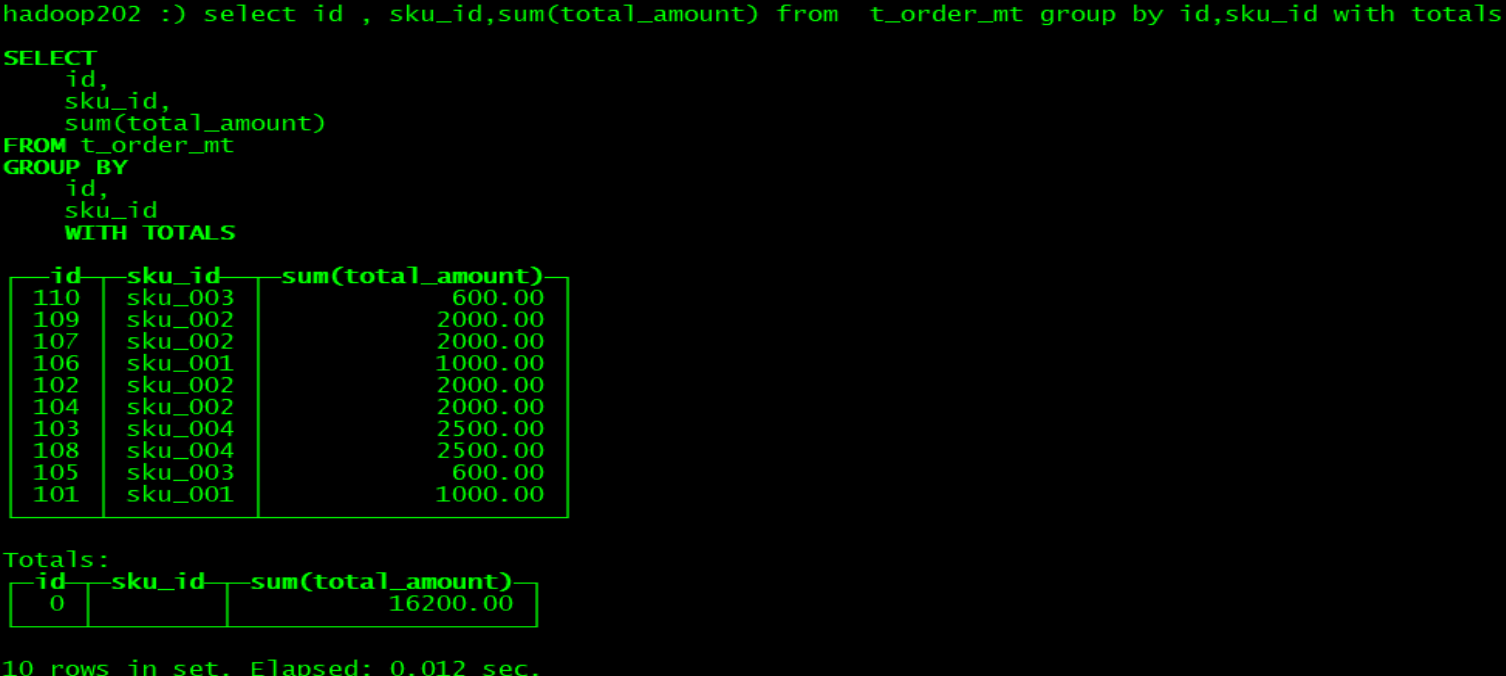 hadoop202 :) select id , sku_id,sum(total_amount) from  t_order_mt group by id,sku_id with totals
SELECT
    id,
    sku_id,
    sum(total_amount)
FROM t_order_mt
GROUP BY
    id,
    sku_id
    WITH TOTALS
id sku_id sum(total_amount)
110 sku_003 600.00
109 sku_002 2000.00
107 sku_002 2000.00
106 sku_001 1000.00
102 sku_002 2000.00
104 sku_002 2000.00
103 sku_004 2500.00
108 sku_004 2500.00
105 sku_003 600.00
101 sku_001 1000.00
Totals:
id sku_id sum(total_amount)
0 16200.00
10 rows in set. Elapsed: 0.012 sec.